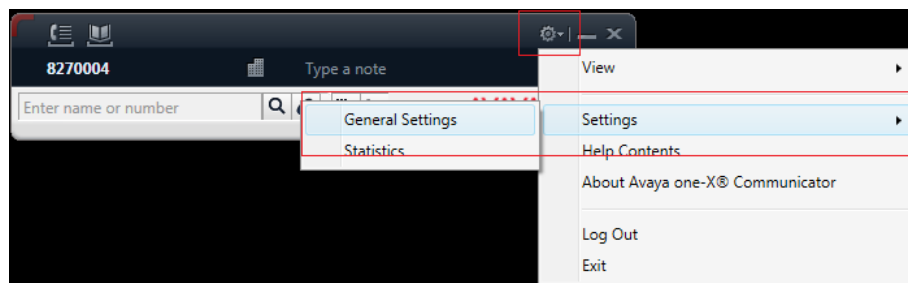 8270004
Type a note
View
Enter name or number
General Settings
Settings
Statistics
Help Contents
About Avaya one-X® Communicator
Log Out
Exit